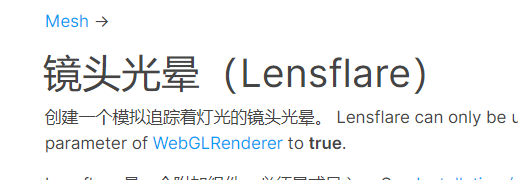 Mesh →
镜头光晕（Lensflare）
创建一个模拟追踪着灯光的镜头光晕。 Lensflare can only be
parameter of WebGLRenderer to true.